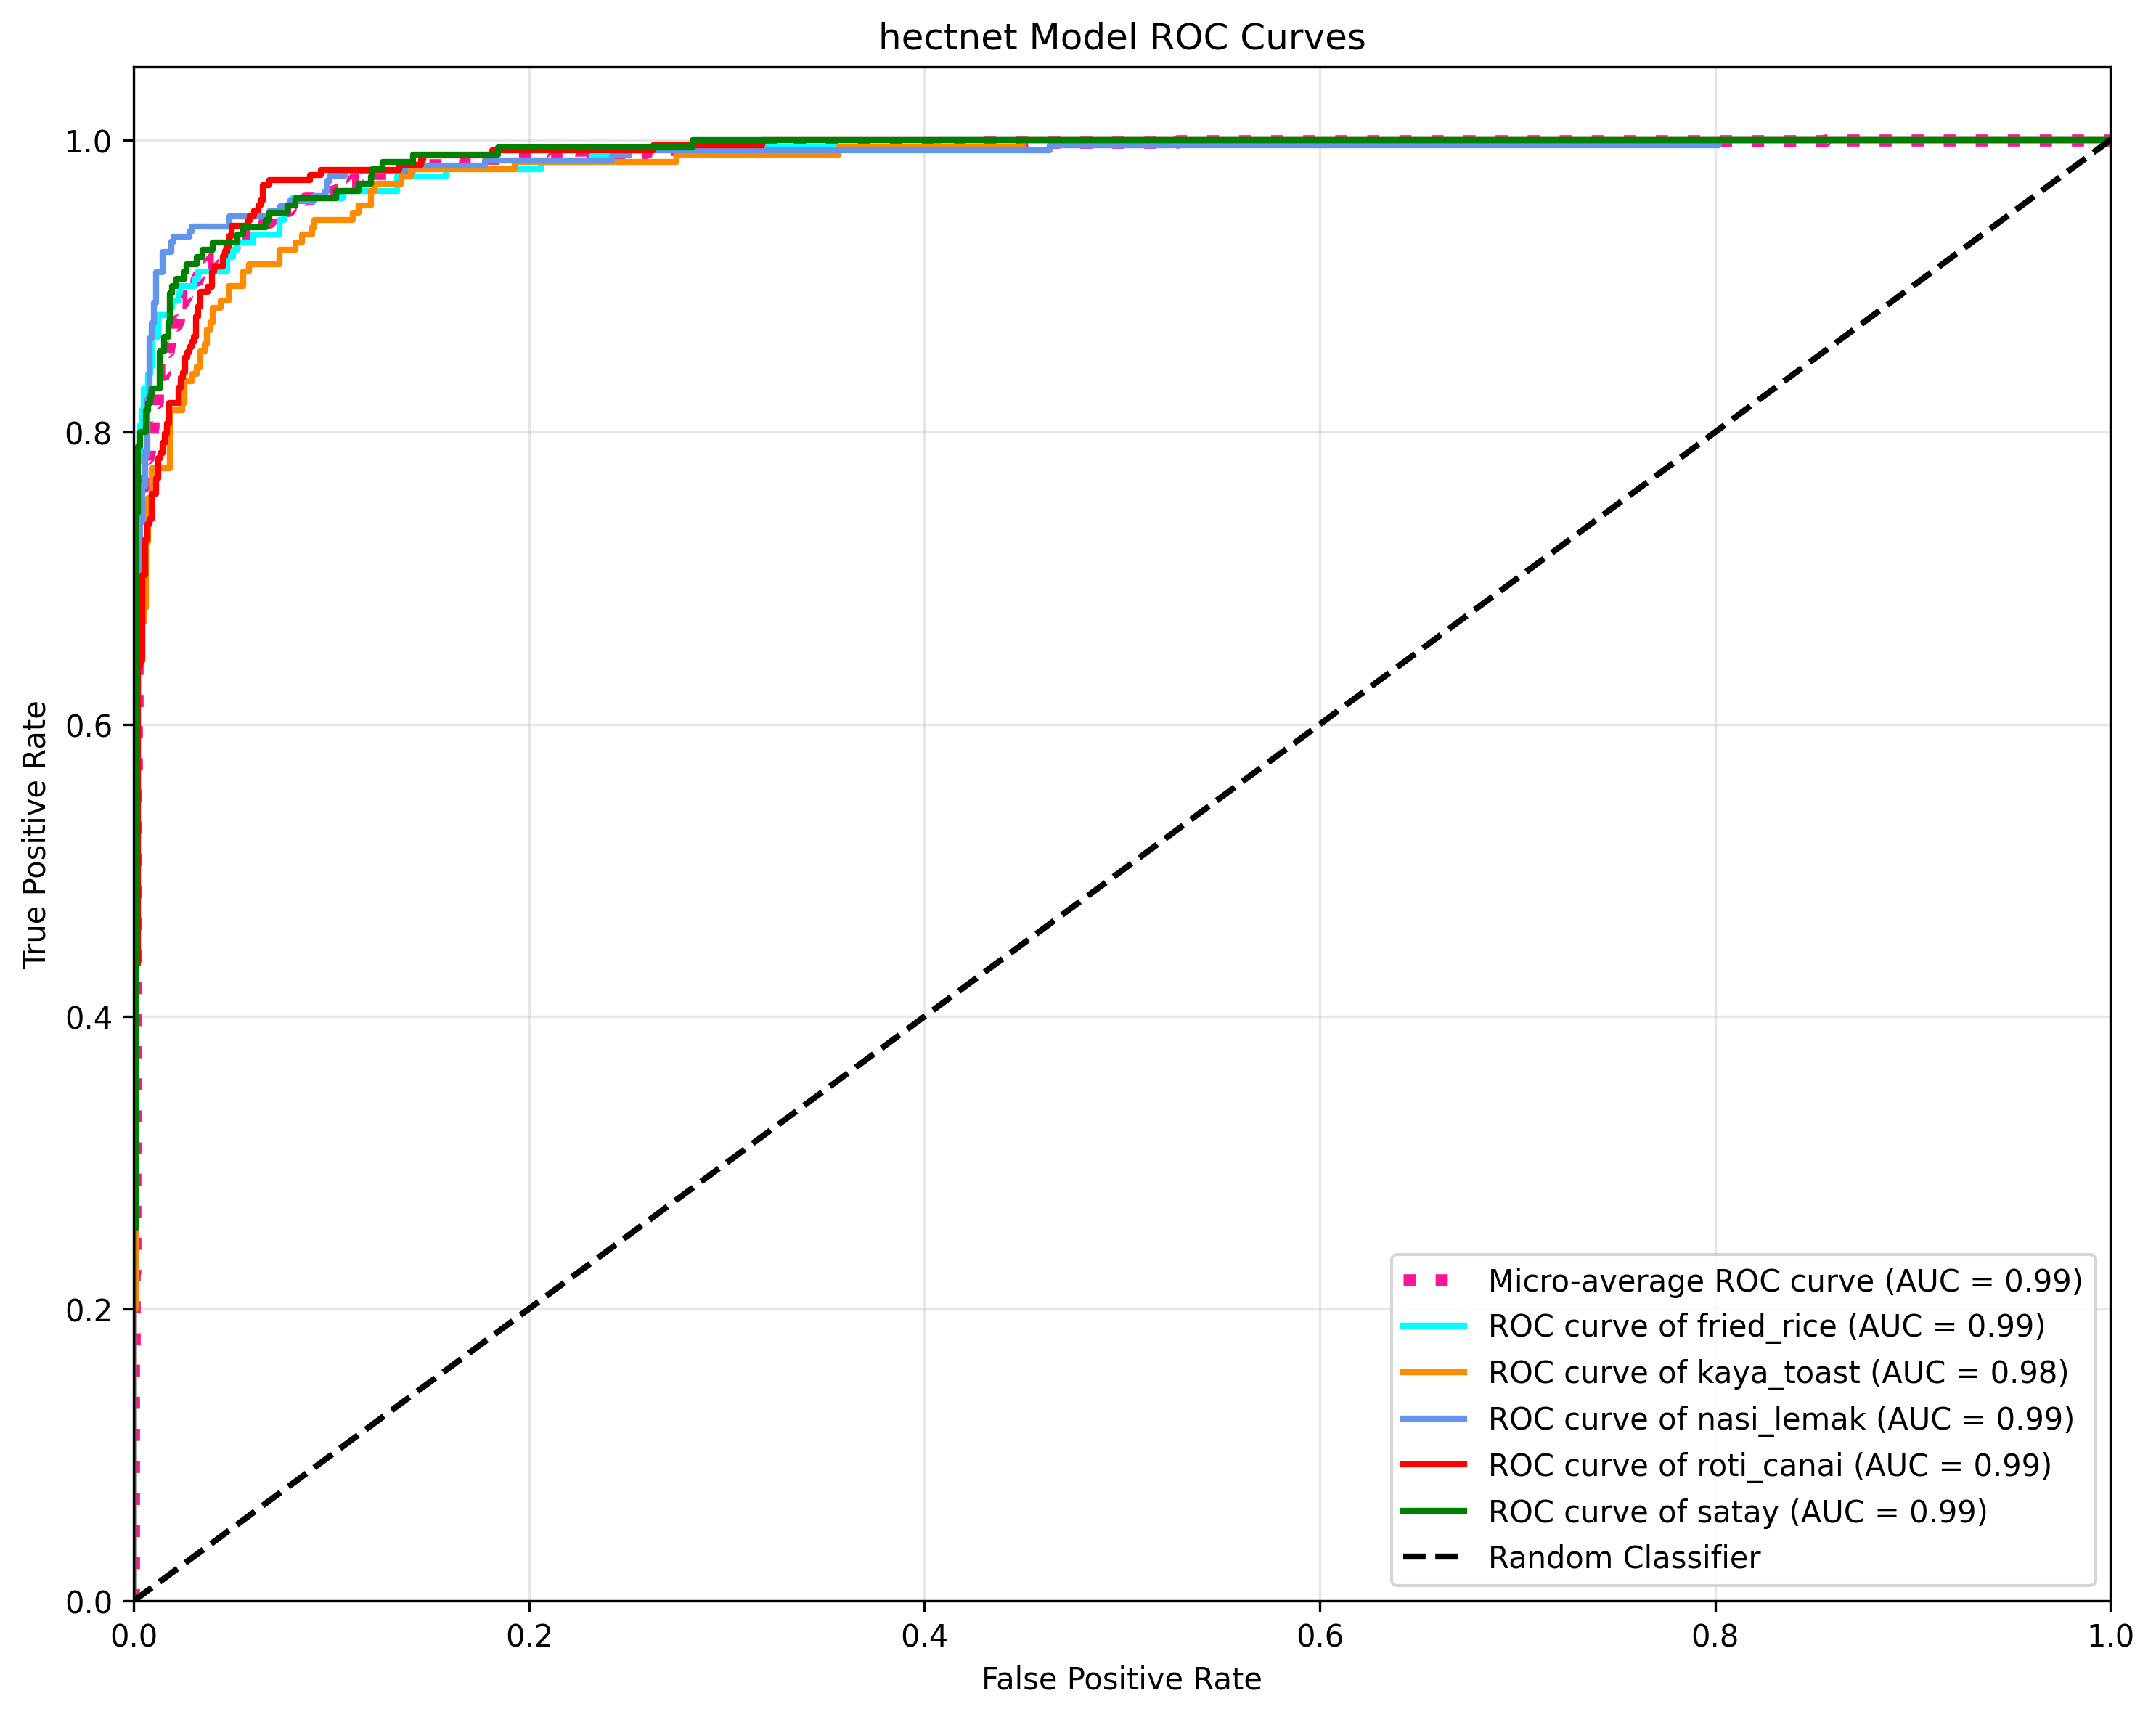 hectnet Model ROC Curves
1.0
0.8
0.6
0.4
0.2
0.0
True Positive Rate
0.0 0.2 0.4 0.6 0.8 1.0
False Positive Rate
Micro-average ROC curve (AUC = 0.99)
ROC curve of fried_rice (AUC = 0.99)
ROC curve of kaya_toast (AUC = 0.98)
ROC curve of nasi_lemak (AUC = 0.99)
ROC curve of roti_canai (AUC = 0.99)
ROC curve of satay (AUC = 0.99)
Random Classifier